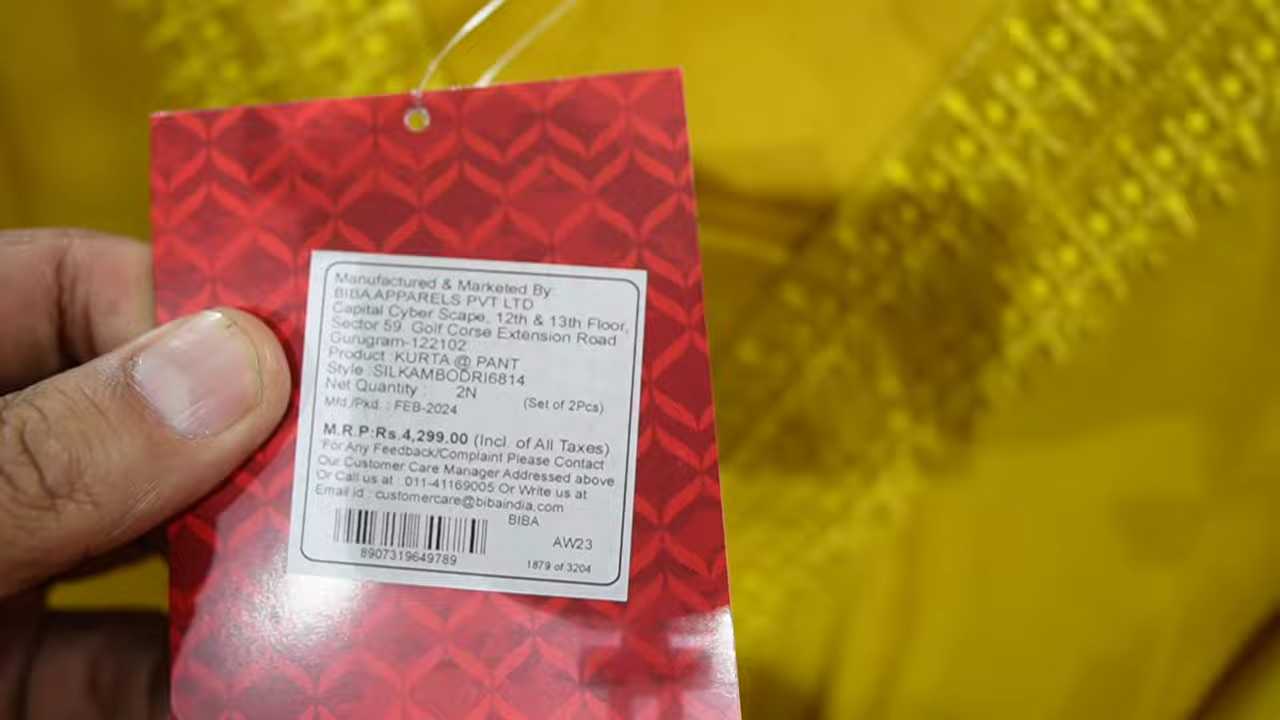 Manufactured & Marketed By:
BIBA APPARELS PVT LTD
Capital Cyber Scape, 12th & 13th Floor,
Sector 59 Golf Corse Extension Road
Gurugram-122102
Product :KURTA @ PANT
Style :SILKAMBODRI6814
Net Quantity : 2N (Set of 2Pcs)
Mfd./Pkd. : FEB-2024
M.R.P:Rs.4,299.00 (Incl. of All Taxes)
For Any Feedback/Complaint Please Contact
Our Customer Care Manager Addressed above
Or Call us at : 011-41169005 Or Write us at
Email id : customercare@bibaindia.com
BIBA
AW23
8907319649789
1879 of 3204